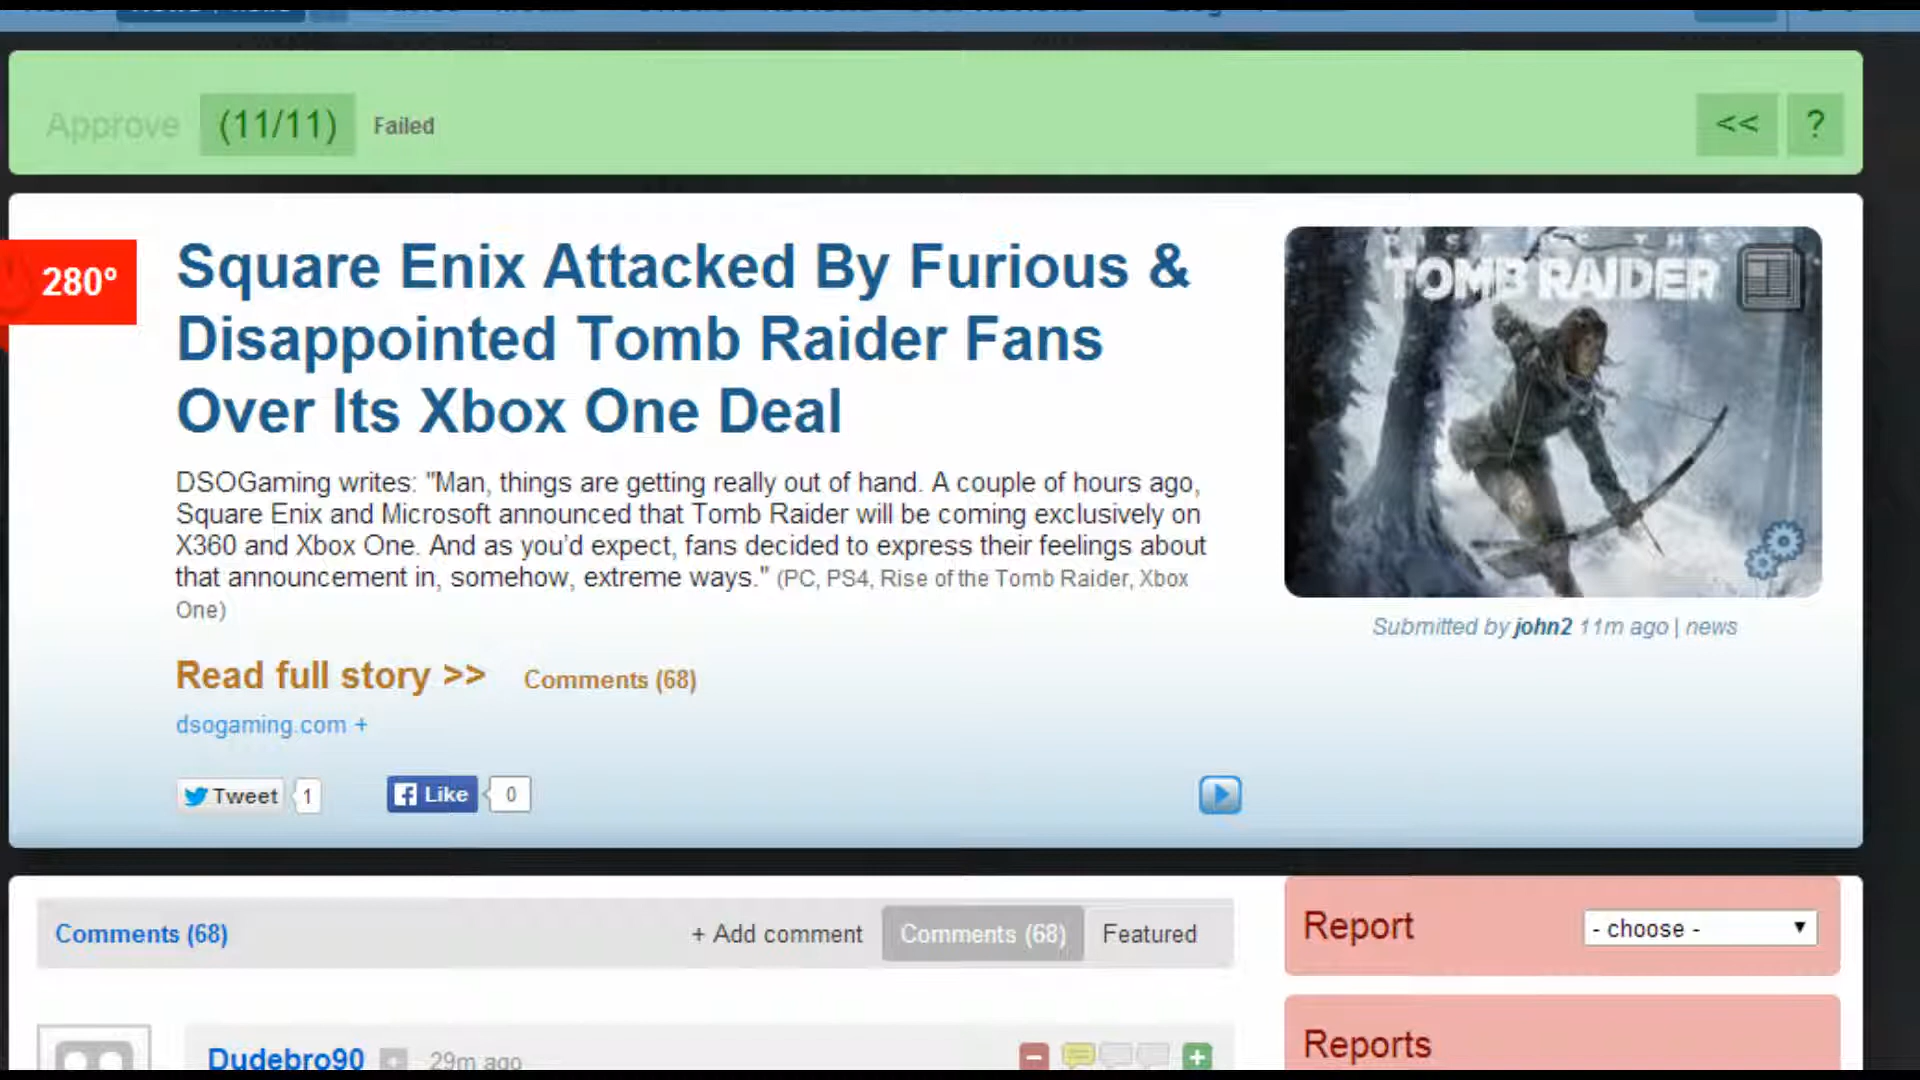 Approve (11/11) Failed << ?
280°
Square Enix Attacked By Furious &
Disappointed Tomb Raider Fans
Over Its Xbox One Deal
DSOGaming writes: "Man, things are getting really out of hand. A couple of hours ago,
Square Enix and Microsoft announced that Tomb Raider will be coming exclusively on
X360 and Xbox One. And as you'd expect, fans decided to express their feelings about
that announcement in, somehow, extreme ways." (PC, PS4, Rise of the Tomb Raider, Xbox
One)
Read full story >> Comments (68)
dsogaming.com +
Tweet 1 Like 0
RISE OF THE
TOMB RAIDER
Submitted by john2 11m ago | news
Comments (68) + Add comment Comments (68) Featured
Report - choose -
Dudebro90 29m ago
Reports